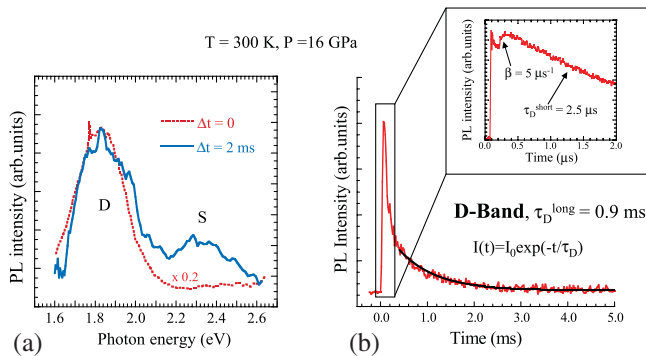 T = 300 K, P =16 GPa
PL intensity (arb.units)
Δt = 0
Δt = 2 ms
D
S
x 0.2
1.6 1.8 2.0 2.2 2.4 2.6
Photon energy (eV)
(a)
PL intensity (arb.units)
β = 5 μs⁻¹
τ_D^short = 2.5 μs
0.0 0.5 1.0 1.5 2.0
Time (μs)
PL Intensity (arb.units)
D-Band, τ_D^long = 0.9 ms
I(t)=I₀exp(-t/τ_D)
0.0 1.0 2.0 3.0 4.0 5.0
Time (ms)
(b)